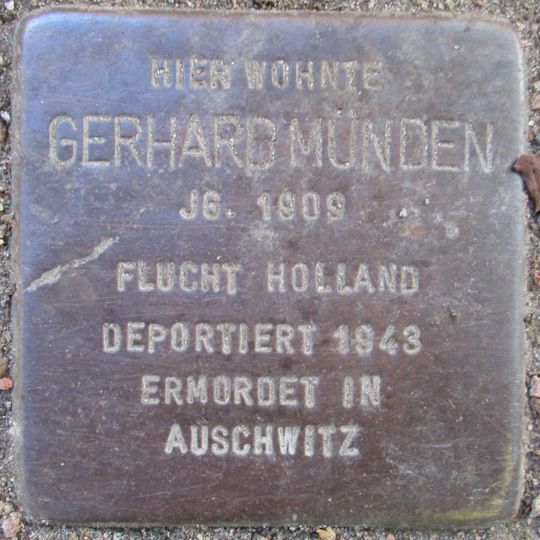 HIER WOHNTE
GERHARD MÜNDEN
JG. 1909
FLUCHT HOLLAND
DEPORTIERT 1943
ERMORDET IN
AUSCHWITZ